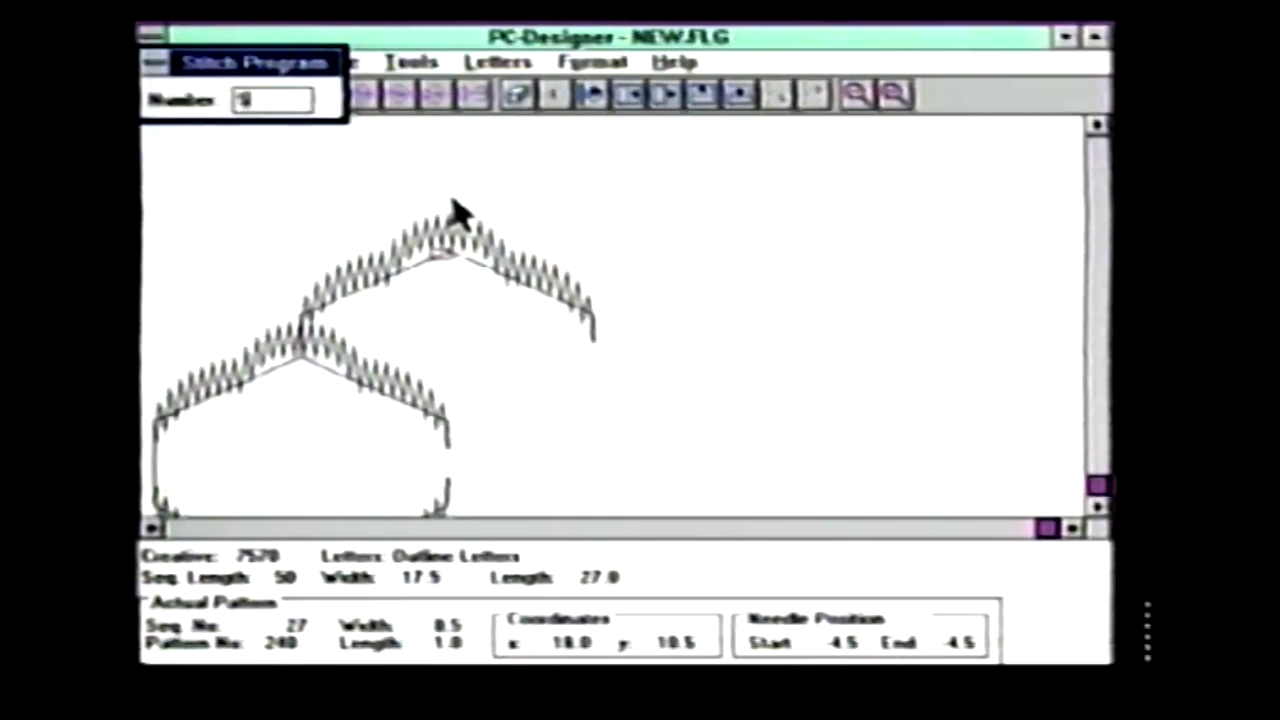 PC-Designer - NEW.FLG
Stitch Program
Tools Letters Format Help
Number
Creative: 7570 Letters: Outline Letters
Seq. Length: 50 Width: 17.5 Length: 27.0
Actual Pattern
Seq. No: 27 Width: 0.5
Pattern No: 240 Length: 1.0
Coordinates
x: 18.0 y: 10.5
Needle Position
Start -4.5 End -4.5